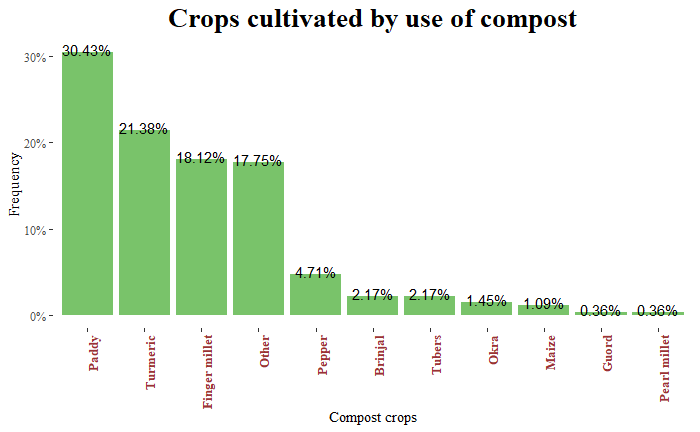 Crops cultivated by use of compost
Frequency
30%
20%
10%
0%
30.43%
21.38%
18.12%
17.75%
4.71%
2.17%
2.17%
1.45%
1.09%
0.36%
0.36%
Paddy
Turmeric
Finger millet
Other
Pepper
Brinjal
Tubers
Okra
Maize
Guord
Pearl millet
Compost crops